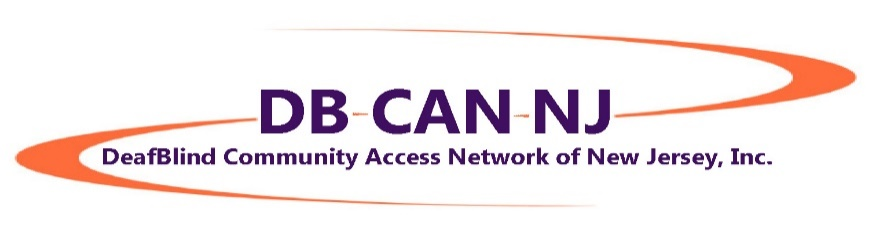 DB-CAN-NJ
DeafBlind Community Access Network of New Jersey, Inc.